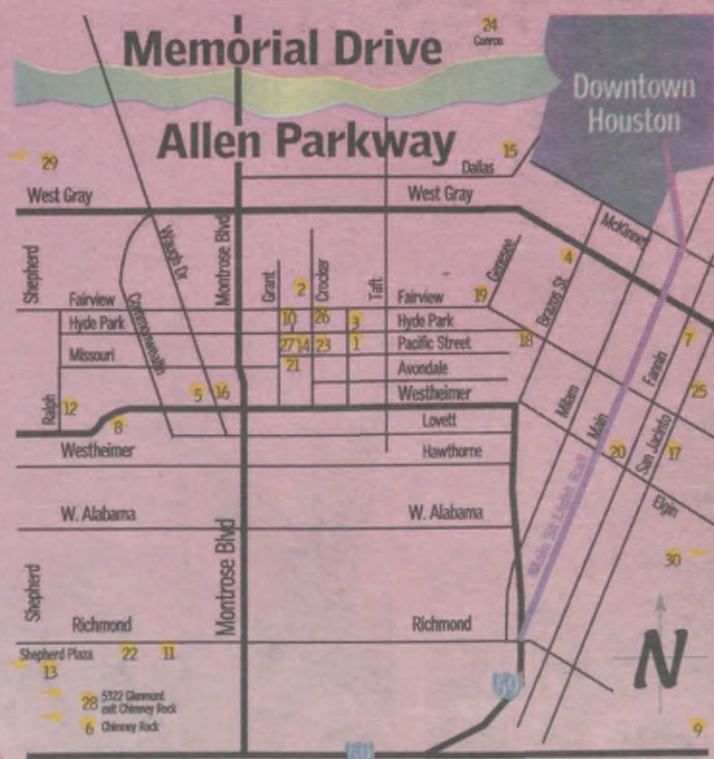 24
Conroe
Memorial Drive
Downtown
Houston
Allen Parkway
15
29
Dallas
West Gray
West Gray
McKinney
Shepherd
Waugh Dr
Montrose Blvd
Grant
2
Crocker
Taft
Genesee
4
Brazos St.
Fairview
Commonwealth
Fairview
19
Hyde Park
10
26
3
Hyde Park
18
7
27
14
23
1
Pacific Street
Missouri
21
Avondale
Fannin
Ralph
12
5
16
Westheimer
25
8
Lovett
Milam
Main
San Jacinto
Westheimer
Hawthorne
20
17
W. Alabama
W. Alabama
Elgin
Main St Light Rail
30
Shepherd
Montrose Blvd
Richmond
Richmond
Shepherd Plaza
22
11
13
N
28
5322 Glenmont
exit Chimney Rock
59
6
Chimney Rock
9